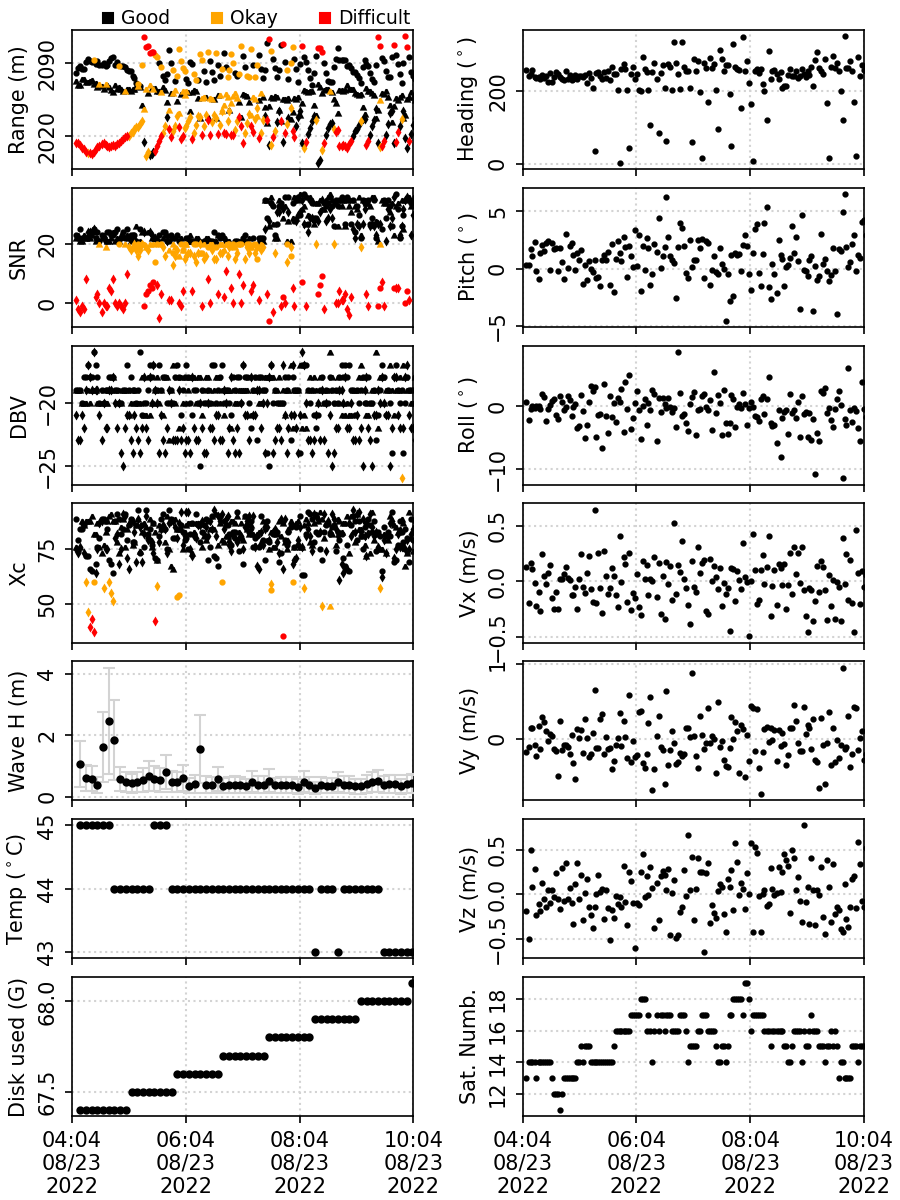 Good Okay Difficult
Range (m)
2090
2020
Heading (°)
200
0
SNR
20
0
Pitch (°)
5
0
−5
DBV
−20
−25
Roll (°)
0
−10
Xc
75
50
Vx (m/s)
0.5
0.0
−0.5
Wave H (m)
4
2
0
Vy (m/s)
1
0
Temp (°C)
45
44
43
Vz (m/s)
0.5
0.0
−0.5
Disk used (G)
68.0
67.5
Sat. Numb.
18
16
14
12
04:04 06:04 08:04 10:04 04:04 06:04 08:04 10:04
08/23 08/23 08/23 08/23 08/23 08/23 08/23 08/23
2022 2022 2022 2022 2022 2022 2022 2022